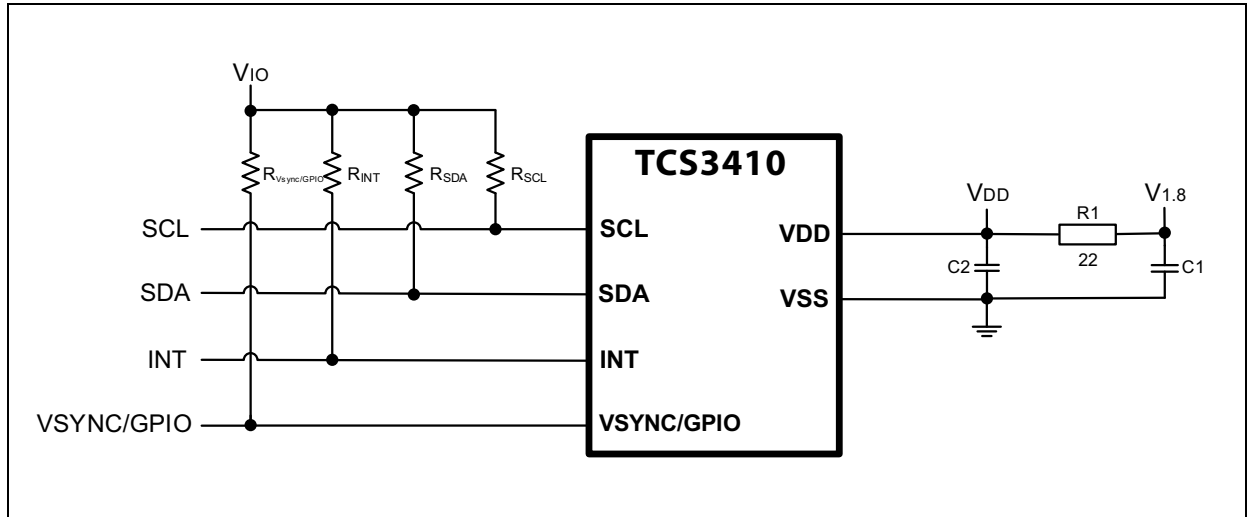 VIO
RVsync/GPIO RINT RSDA RSCL
TCS3410
VDD V1.8
R1
SCL SCL VDD
C2 22 C1
SDA SDA VSS
INT INT
VSYNC/GPIO VSYNC/GPIO